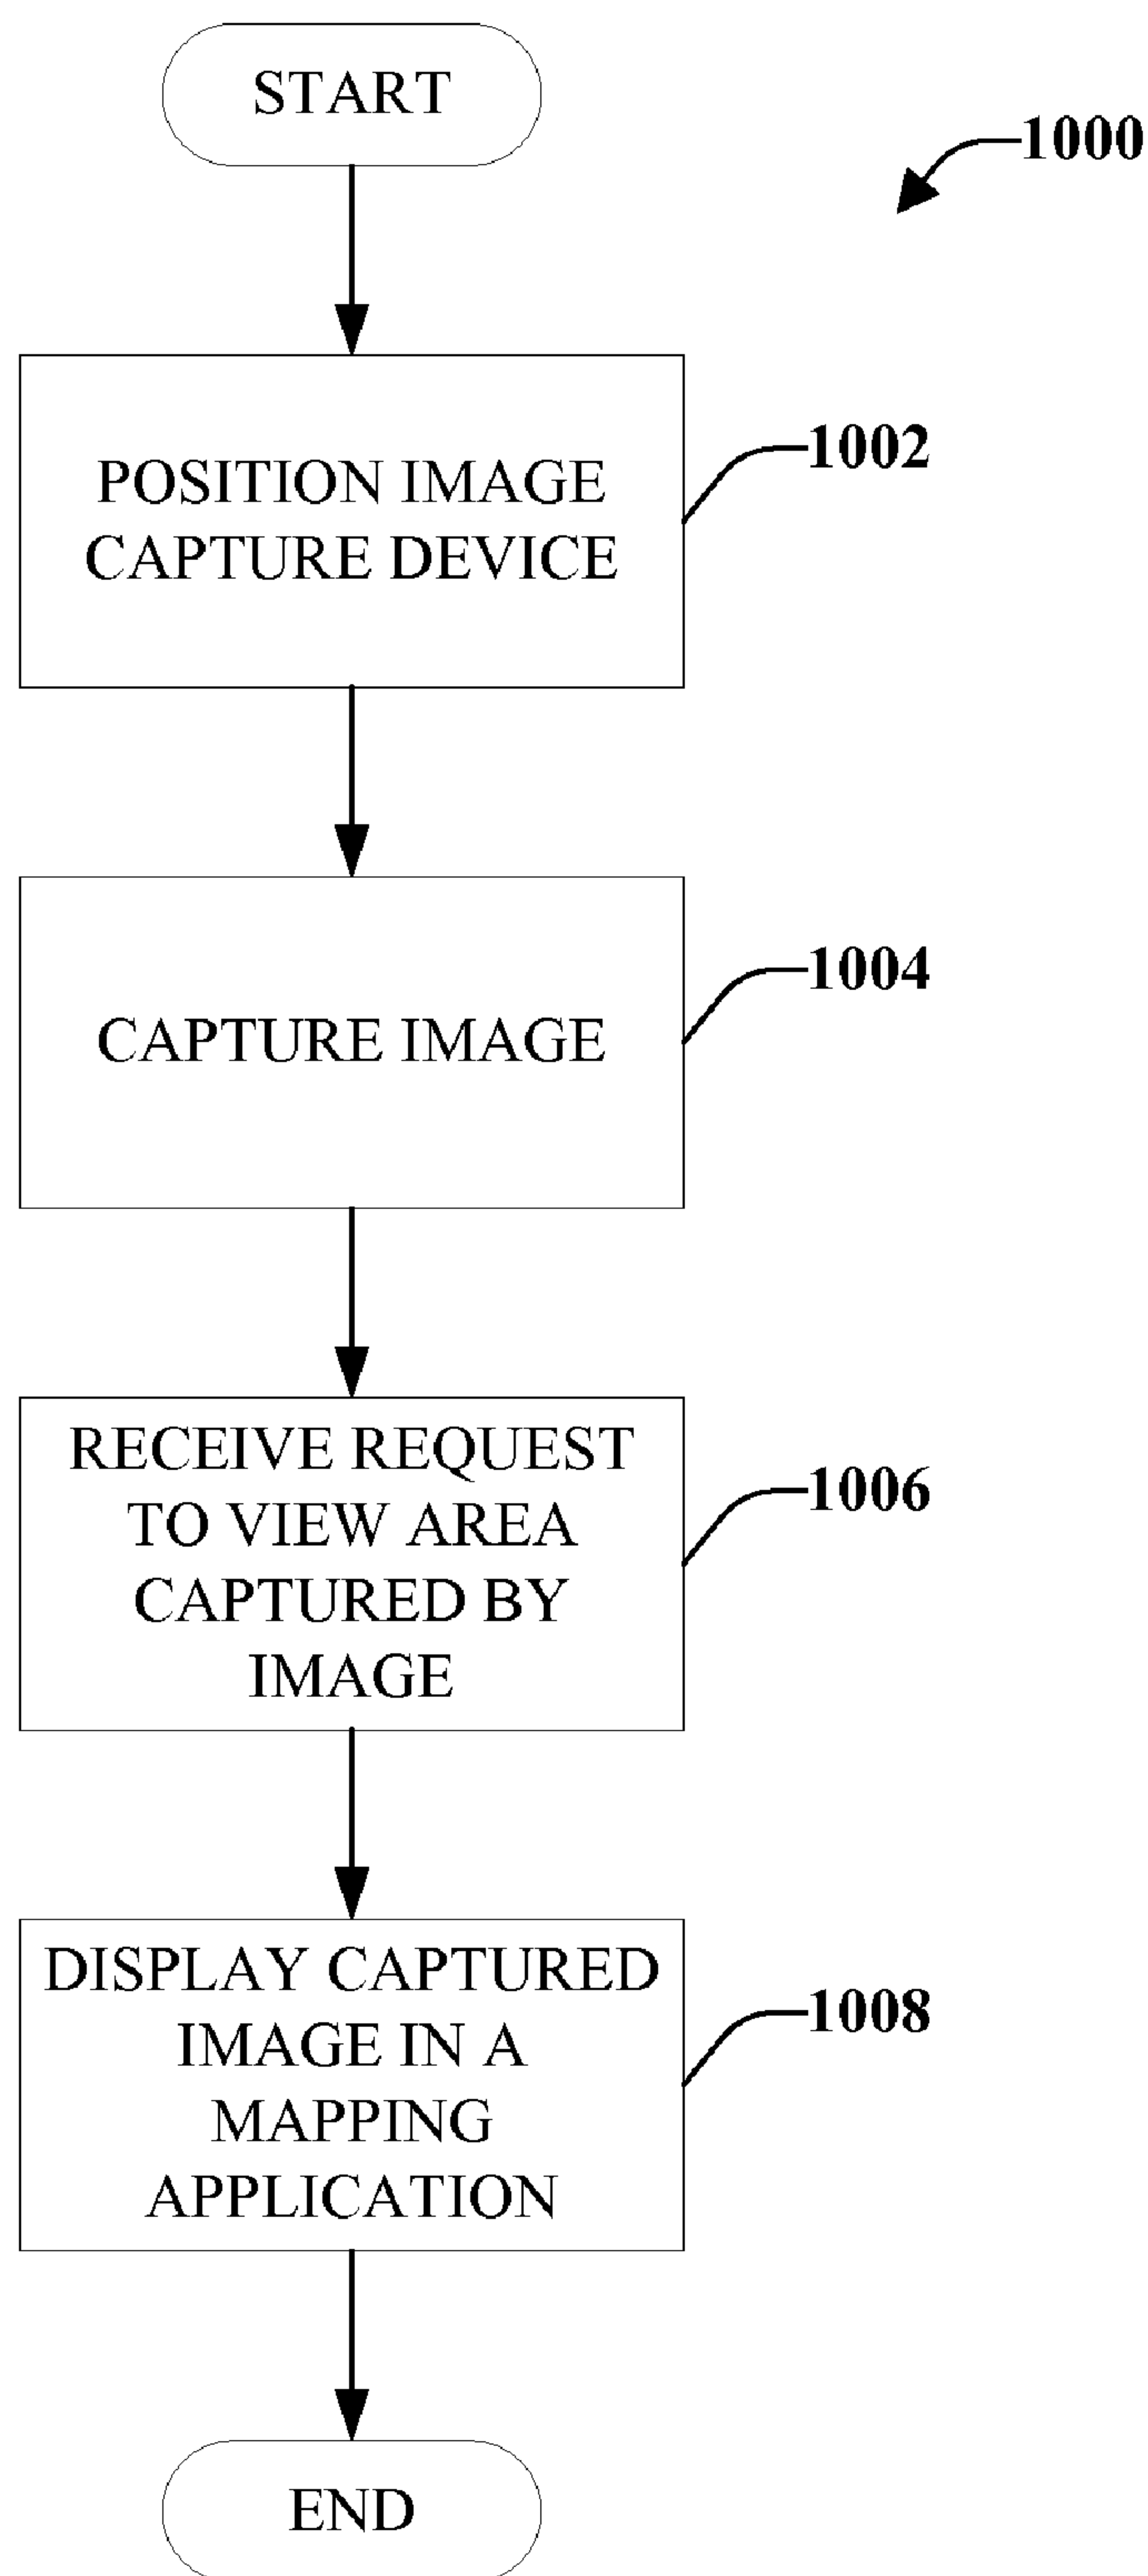 START
1000
POSITION IMAGE
CAPTURE DEVICE
1002
CAPTURE IMAGE
1004
RECEIVE REQUEST
TO VIEW AREA
CAPTURED BY
IMAGE
1006
DISPLAY CAPTURED
IMAGE IN A
MAPPING
APPLICATION
1008
END